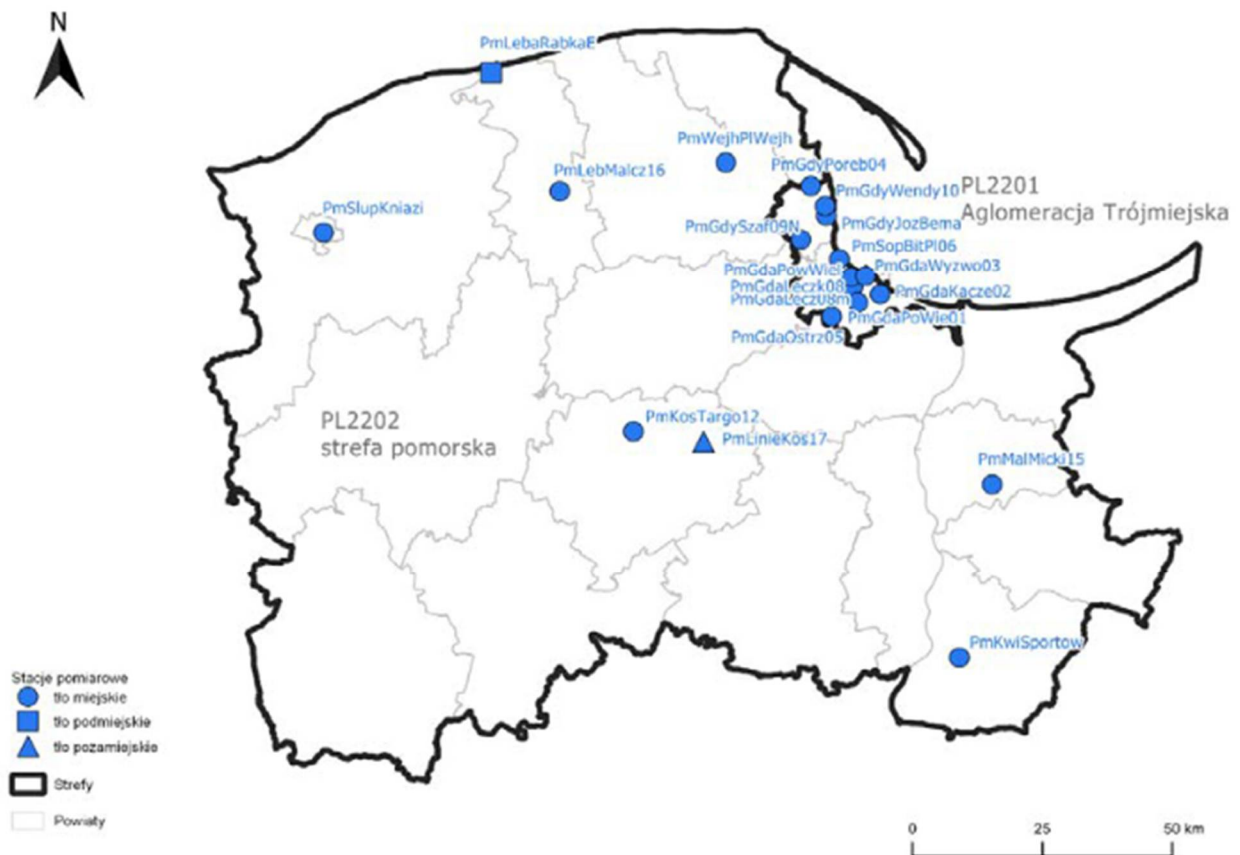 N
PmLebaRabkaE
PmWejhPlWejh
PmGdyPoreb04
PmLebMalcz16
PmGdyWendy10
PL2201
Aglomeracja Trójmiejska
PmSlupKniazi
PmGdySzaf09N
PmGdyJozBema
PmSopBitPl06
PmGdaPowWiel
PmGdaWyzwo03
PmGdaLeczk08
PmGdaKacze02
PmGdaLecz08m
PmGdaPoWie01
PmGdaOstrz05
PL2202
strefa pomorska
PmKosTargo12
PmLinieKos17
PmMalMicki15
PmKwiSportow
Stacje pomiarowe
tło miejskie
tło podmiejskie
tło pozamiejskie
Strefy
Powiaty
0 25 50 km